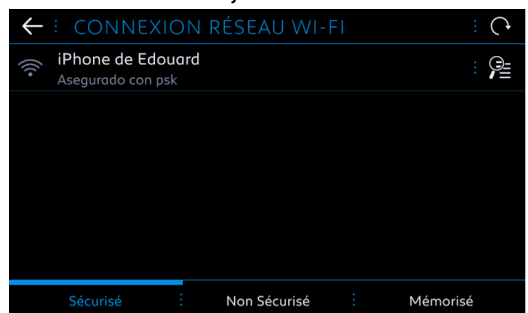 CONNEXION RÉSEAU WI-FI
iPhone de Edouard
Asegurado con psk
Sécurisé Non Sécurisé Mémorisé